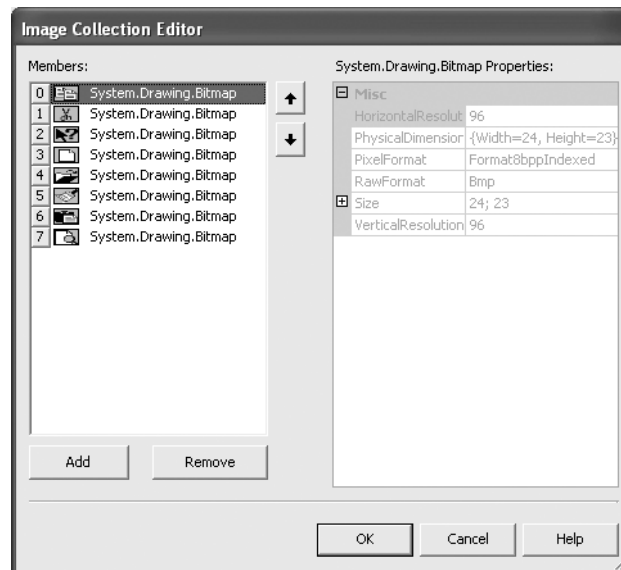 Image Collection Editor
Members:
0 System.Drawing.Bitmap
1 System.Drawing.Bitmap
2 System.Drawing.Bitmap
3 System.Drawing.Bitmap
4 System.Drawing.Bitmap
5 System.Drawing.Bitmap
6 System.Drawing.Bitmap
7 System.Drawing.Bitmap
Add Remove
System.Drawing.Bitmap Properties:
Misc
HorizontalResolut 96
PhysicalDimension {Width=24, Height=23}
PixelFormat Format8bppIndexed
RawFormat Bmp
Size 24; 23
VerticalResolution 96
OK Cancel Help